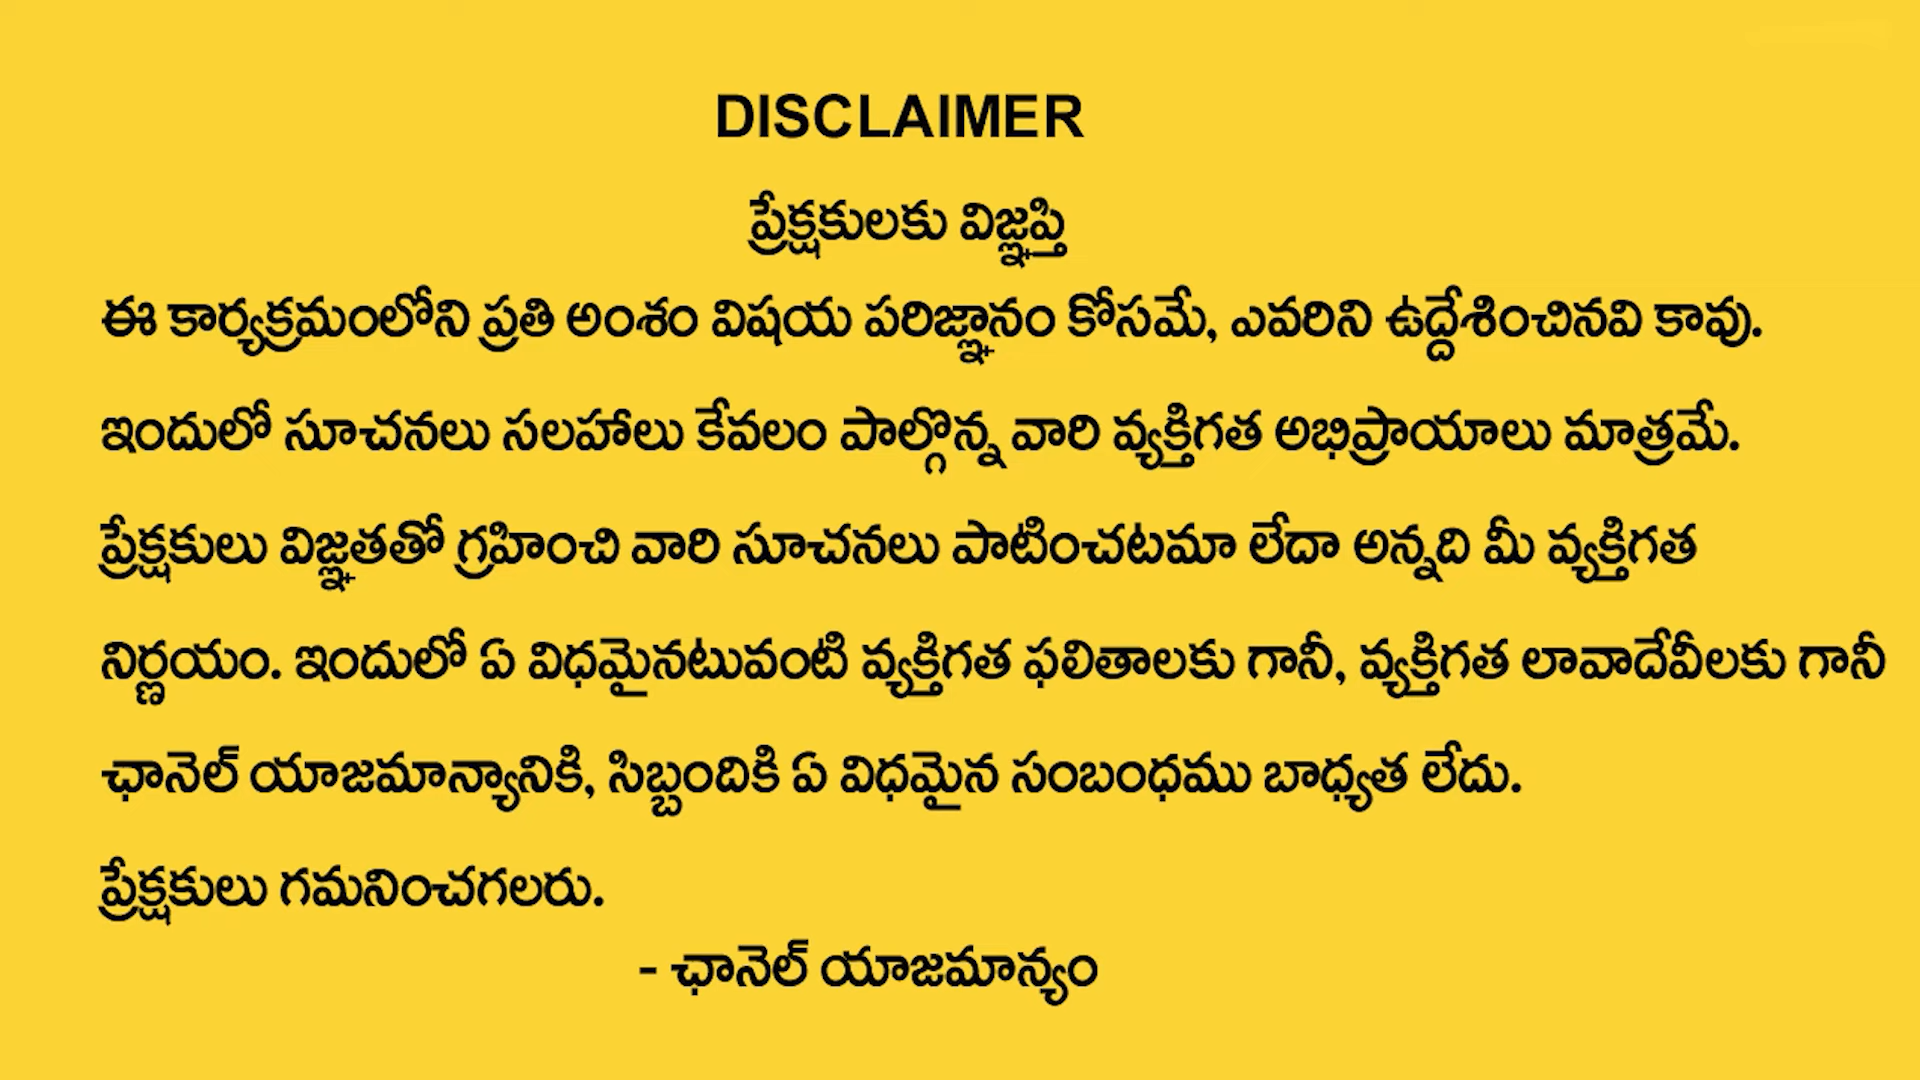 DISCLAIMER
ప్రేక్షకులకు విజ్ఞప్తి
ఈ కార్యక్రమంలోని ప్రతి అంశం విషయ పరిజ్ఞానం కోసమే, ఎవరిని ఉద్దేశించినవి కావు.
ఇందులో సూచనలు సలహాలు కేవలం పాల్గొన్న వారి వ్యక్తిగత అభిప్రాయాలు మాత్రమే.
ప్రేక్షకులు విజ్ఞతతో గ్రహించి వారి సూచనలు పాటించటమా లేదా అన్నది మీ వ్యక్తిగత
నిర్ణయం. ఇందులో ఏ విధమైనటువంటి వ్యక్తిగత ఫలితాలకు గానీ, వ్యక్తిగత లావాదేవీలకు గానీ
ఛానెల్ యాజమాన్యానికి, సిబ్బందికి ఏ విధమైన సంబంధము బాధ్యత లేదు.
ప్రేక్షకులు గమనించగలరు.
- ఛానెల్ యాజమాన్యం